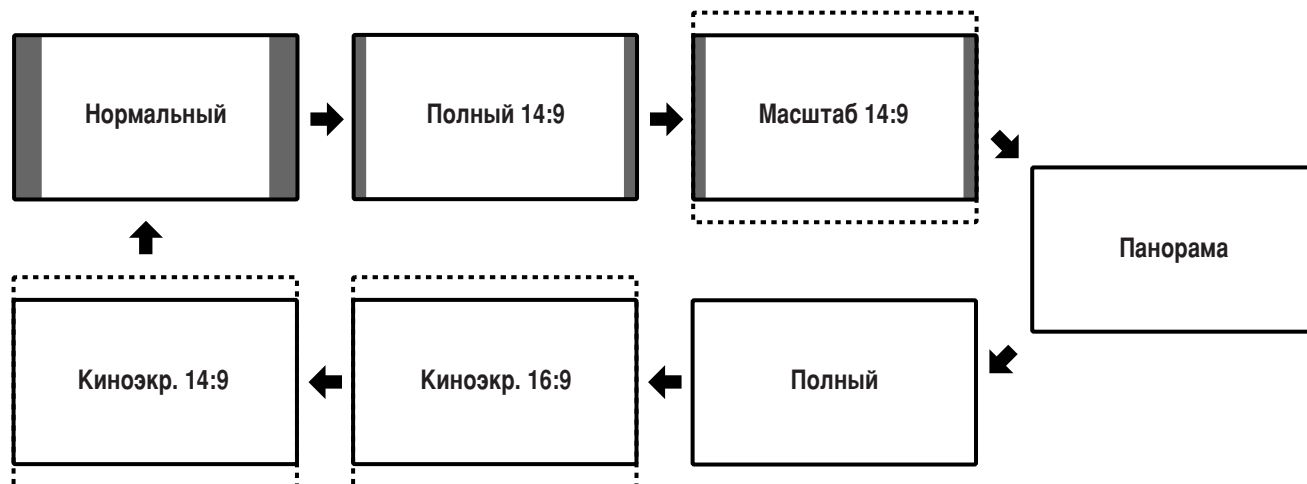 Нормальный
Полный 14:9
Масштаб 14:9
Панорама
Полный
Киноэкр. 16:9
Киноэкр. 14:9